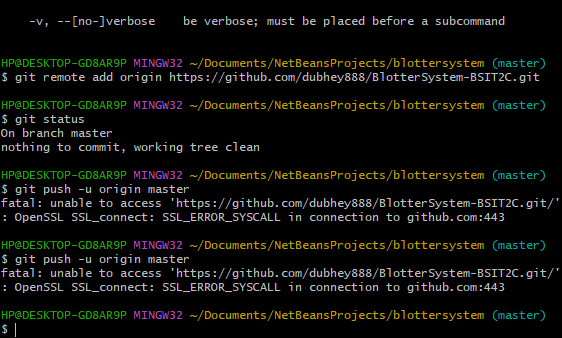 -v, --[no-]verbose    be verbose; must be placed before a subcommand
HP@DESKTOP-GD8AR9P MINGW32 ~/Documents/NetBeansProjects/blottersystem (master)
$ git remote add origin https://github.com/dubhey888/BlotterSystem-BSIT2C.git
HP@DESKTOP-GD8AR9P MINGW32 ~/Documents/NetBeansProjects/blottersystem (master)
$ git status
On branch master
nothing to commit, working tree clean
HP@DESKTOP-GD8AR9P MINGW32 ~/Documents/NetBeansProjects/blottersystem (master)
$ git push -u origin master
fatal: unable to access 'https://github.com/dubhey888/BlotterSystem-BSIT2C.git/'
: OpenSSL SSL_connect: SSL_ERROR_SYSCALL in connection to github.com:443
HP@DESKTOP-GD8AR9P MINGW32 ~/Documents/NetBeansProjects/blottersystem (master)
$ git push -u origin master
fatal: unable to access 'https://github.com/dubhey888/BlotterSystem-BSIT2C.git/'
: OpenSSL SSL_connect: SSL_ERROR_SYSCALL in connection to github.com:443
HP@DESKTOP-GD8AR9P MINGW32 ~/Documents/NetBeansProjects/blottersystem (master)
$